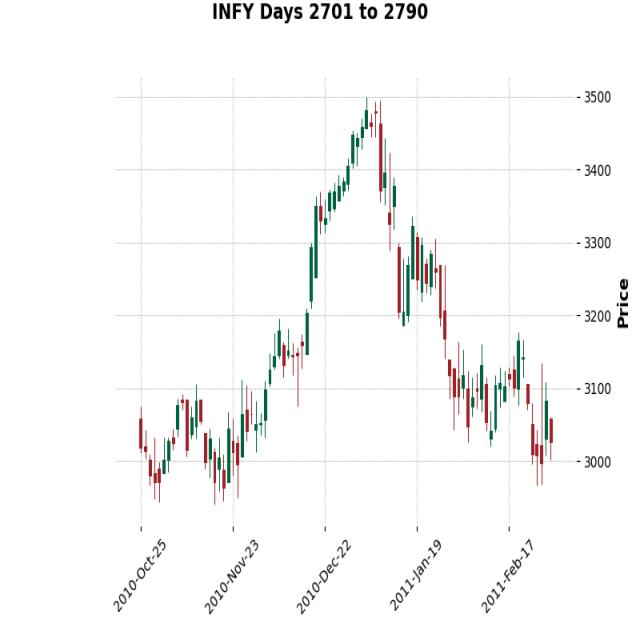 INFY Days 2701 to 2790
3500
3400
3300
3200
3100
3000
Price
2010-Oct-25
2010-Nov-23
2010-Dec-22
2011-Jan-19
2011-Feb-17